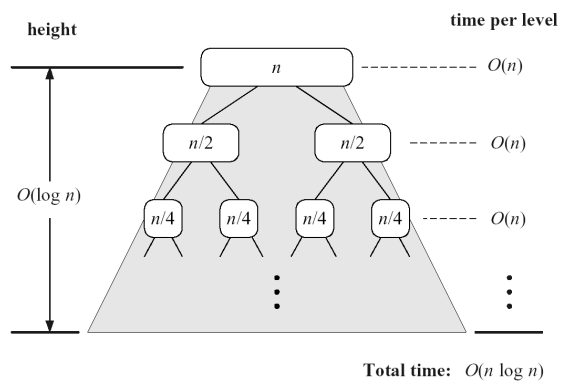 height
time per level
n
O(n)
n/2
n/2
O(n)
O(log n)
n/4
n/4
n/4
n/4
O(n)
Total time: O(n log n)